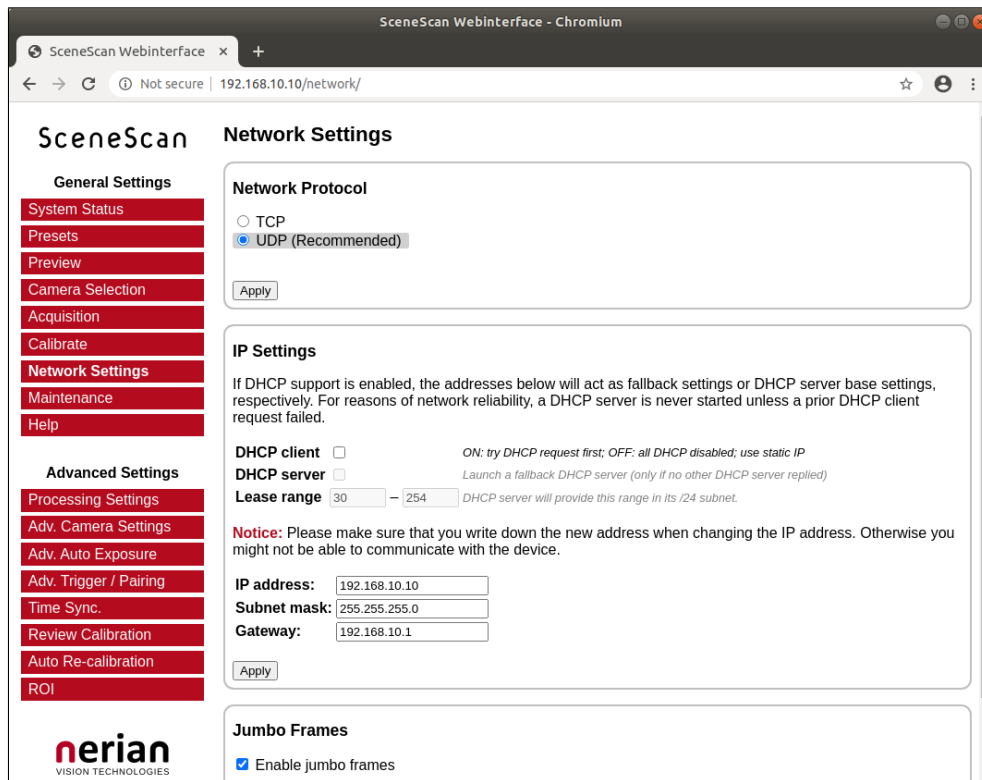 SceneScan Webinterface - Chromium
SceneScan Webinterface
Not secure | 192.168.10.10/network/
SceneScan
General Settings
System Status
Presets
Preview
Camera Selection
Acquisition
Calibrate
Network Settings
Maintenance
Help
Advanced Settings
Processing Settings
Adv. Camera Settings
Adv. Auto Exposure
Adv. Trigger / Pairing
Time Sync.
Review Calibration
Auto Re-calibration
ROI
nerian
VISION TECHNOLOGIES
Network Settings
Network Protocol
TCP
UDP (Recommended)
Apply
IP Settings
If DHCP support is enabled, the addresses below will act as fallback settings or DHCP server base settings,
respectively. For reasons of network reliability, a DHCP server is never started unless a prior DHCP client
request failed.
DHCP client ON: try DHCP request first; OFF: all DHCP disabled; use static IP
DHCP server Launch a fallback DHCP server (only if no other DHCP server replied)
Lease range 30 – 254 DHCP server will provide this range in its /24 subnet.
Notice: Please make sure that you write down the new address when changing the IP address. Otherwise you
might not be able to communicate with the device.
IP address: 192.168.10.10
Subnet mask: 255.255.255.0
Gateway: 192.168.10.1
Apply
Jumbo Frames
Enable jumbo frames